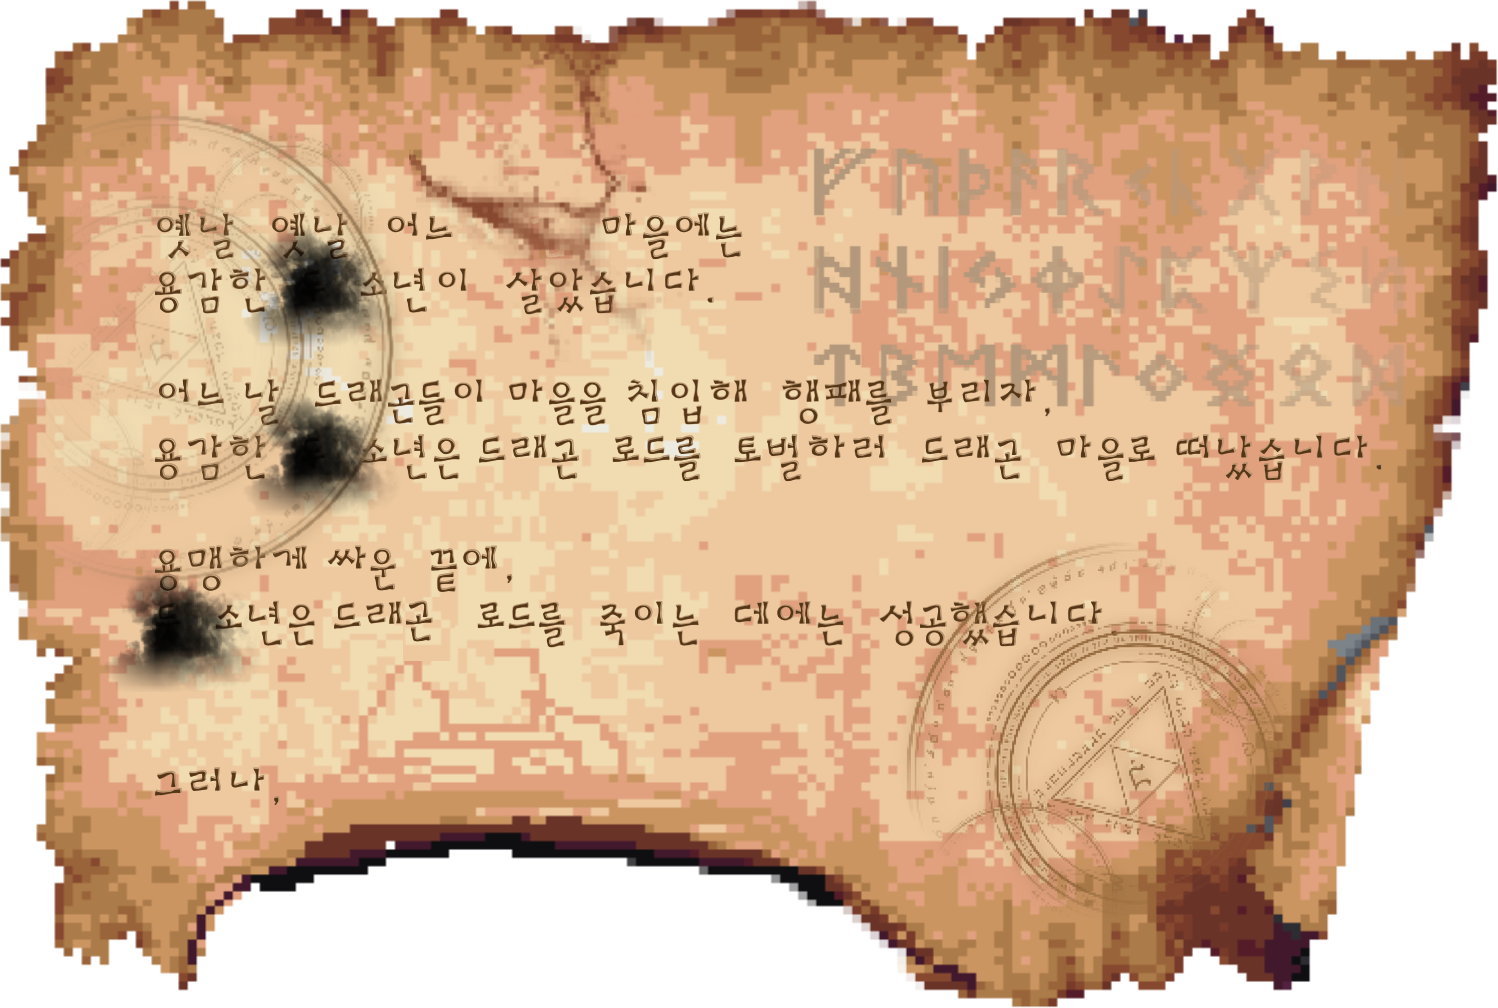 옛날 옛날 어느 마을에는
용감한 소년이 살았습니다.
어느 날 드래곤들이 마을을 침입해 행패를 부리자,
용감한 소년은 드래곤 로드를 토벌하러 드래곤 마을로 떠났습니다.
용맹하게 싸운 끝에,
소년은 드래곤 로드를 죽이는 데에는 성공했습니다.
그러나,